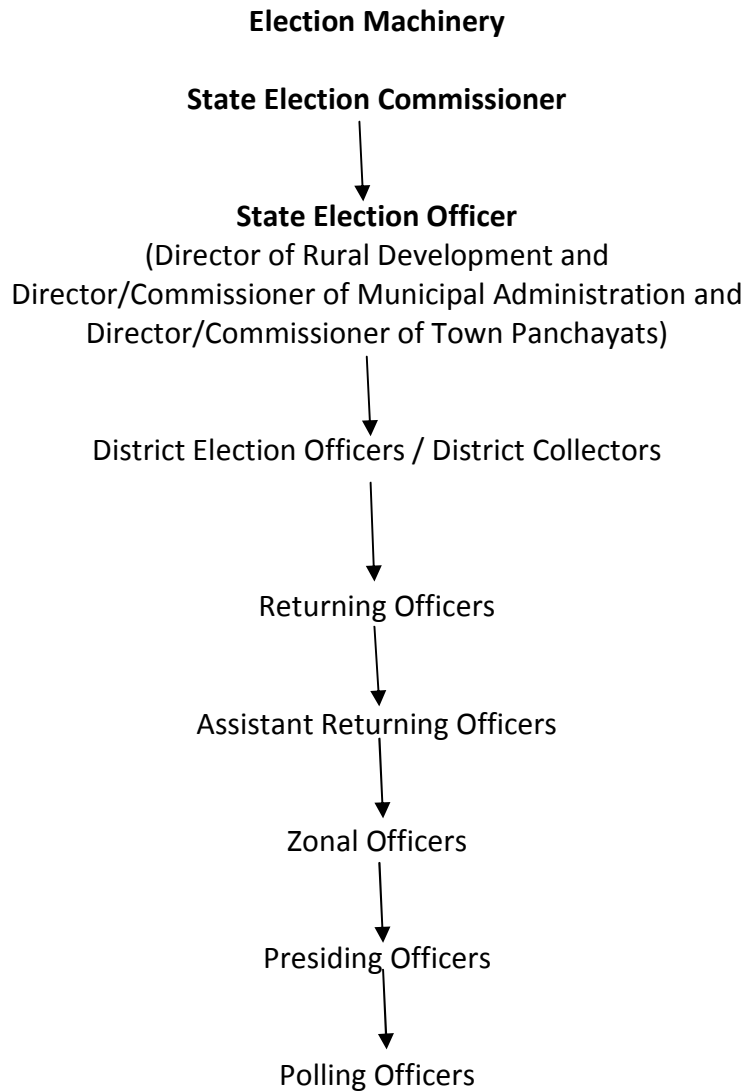 Election Machinery
State Election Commissioner
State Election Officer
(Director of Rural Development and
Director/Commissioner of Municipal Administration and
Director/Commissioner of Town Panchayats)
District Election Officers / District Collectors
Returning Officers
Assistant Returning Officers
Zonal Officers
Presiding Officers
Polling Officers